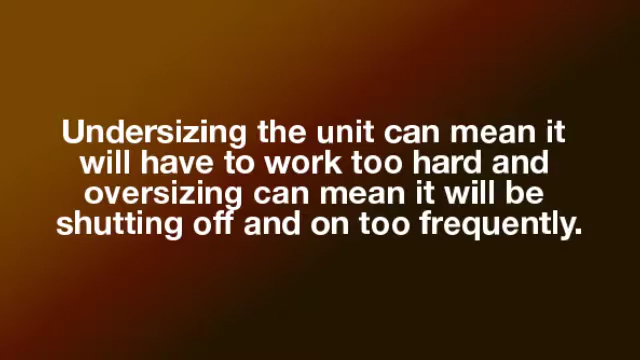 Undersizing the unit can mean it
will have to work too hard and
oversizing can mean it will be
shutting off and on too frequently.